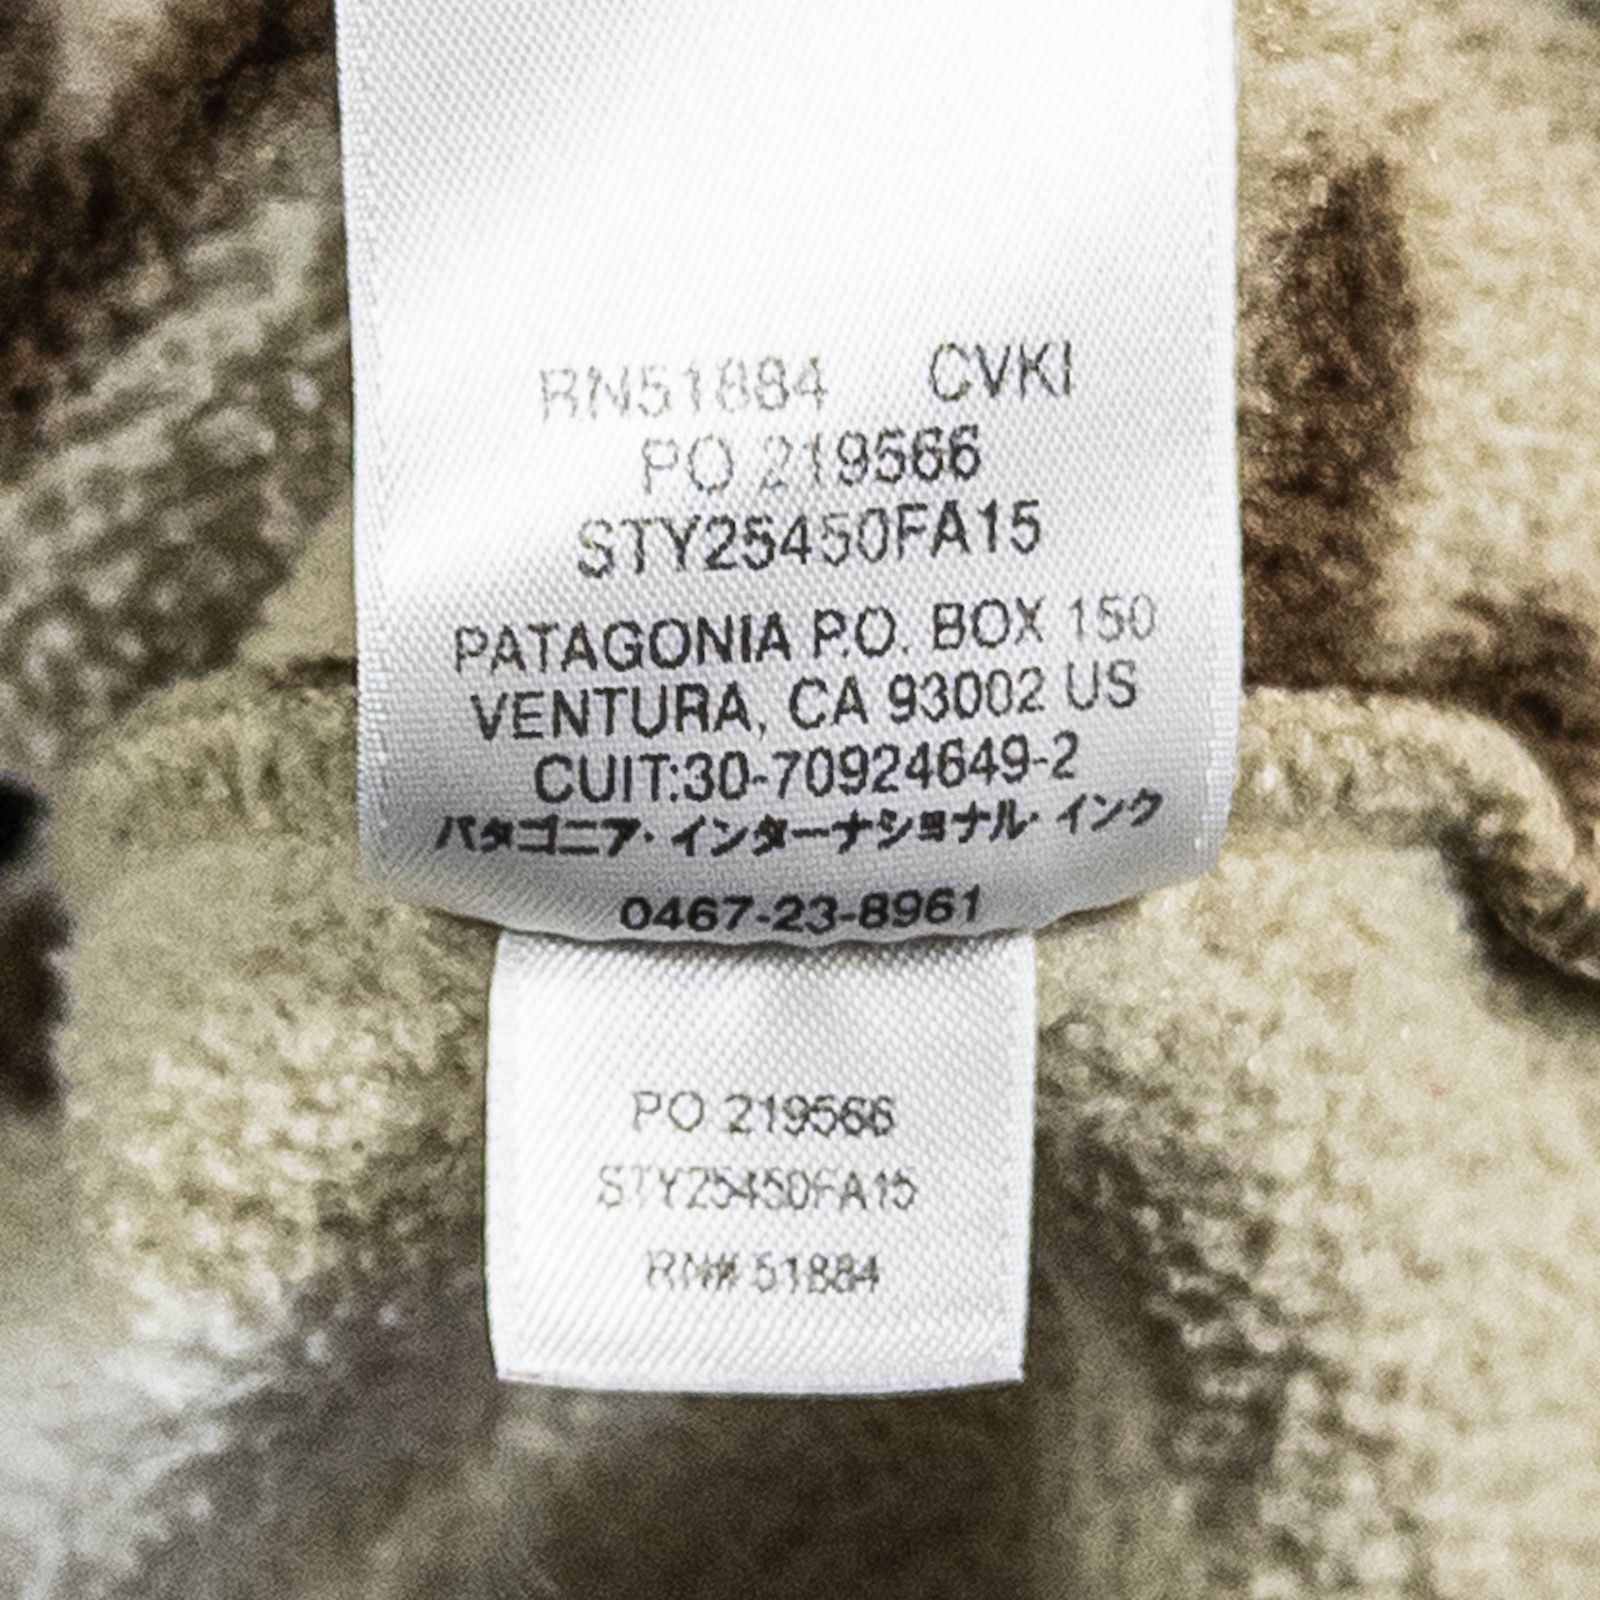 RN51884 CVKI
PO 219566
STY25450FA15
PATAGONIA P.O. BOX 150
VENTURA, CA 93002 US
CUIT:30-70924649-2
パタゴニア・インターナショナル・インク
0467-23-8961
PO 219566
STY25450FA15
RN# 51884